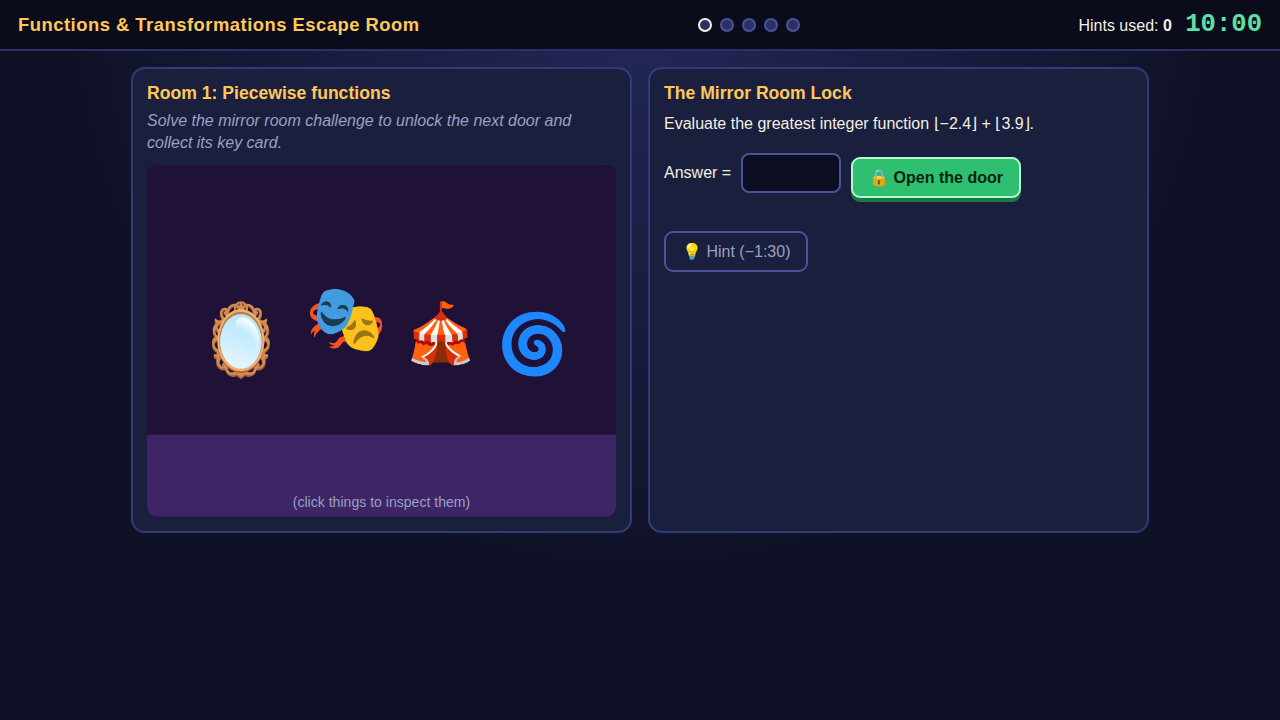 Functions & Transformations Escape Room
Hints used: 0
10:00
Room 1: Piecewise functions
Solve the mirror room challenge to unlock the next door and
collect its key card.
(click things to inspect them)
The Mirror Room Lock
Evaluate the greatest integer function ⌊−2.4⌋ + ⌊3.9⌋.
Answer =
🔒 Open the door
💡 Hint (−1:30)